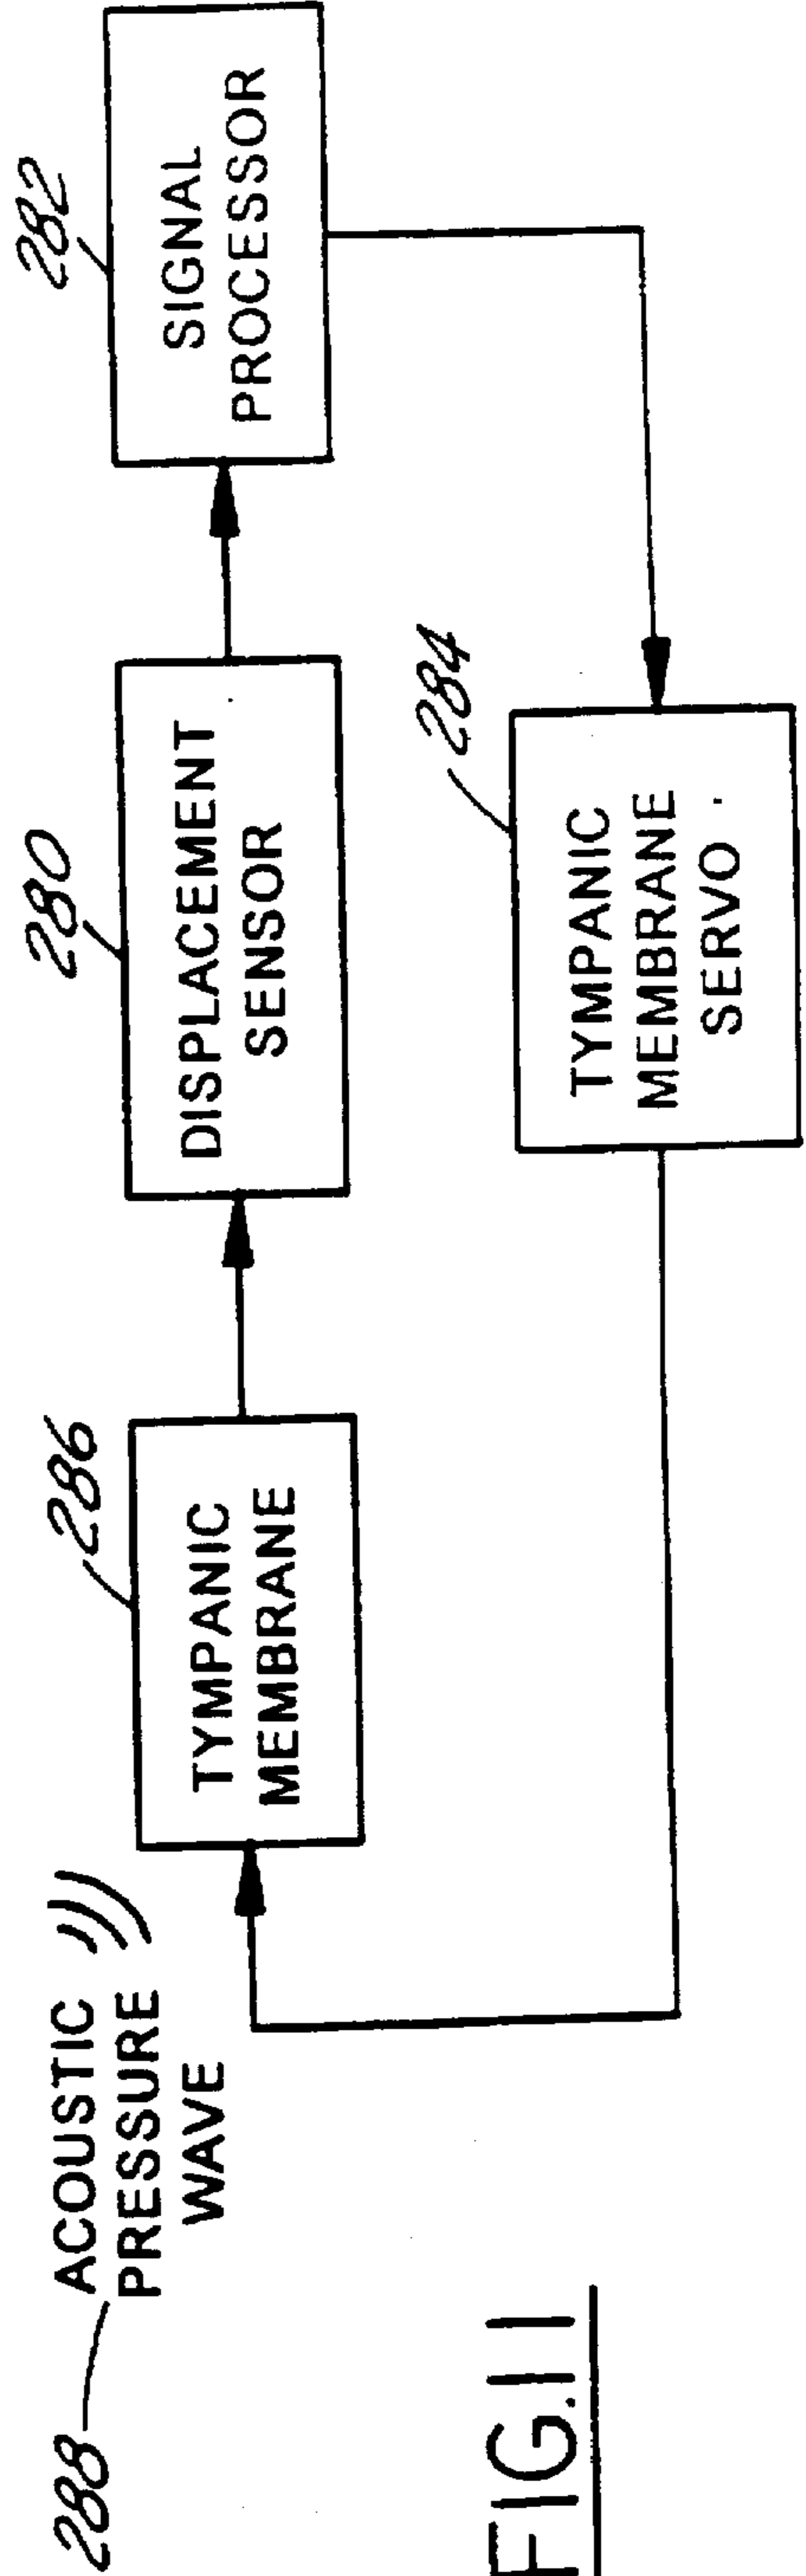 288
ACOUSTIC
PRESSURE
WAVE
286
TYMPANIC
MEMBRANE
280
DISPLACEMENT
SENSOR
282
SIGNAL
PROCESSOR
284
TYMPANIC
MEMBRANE
SERVO
FIG.11